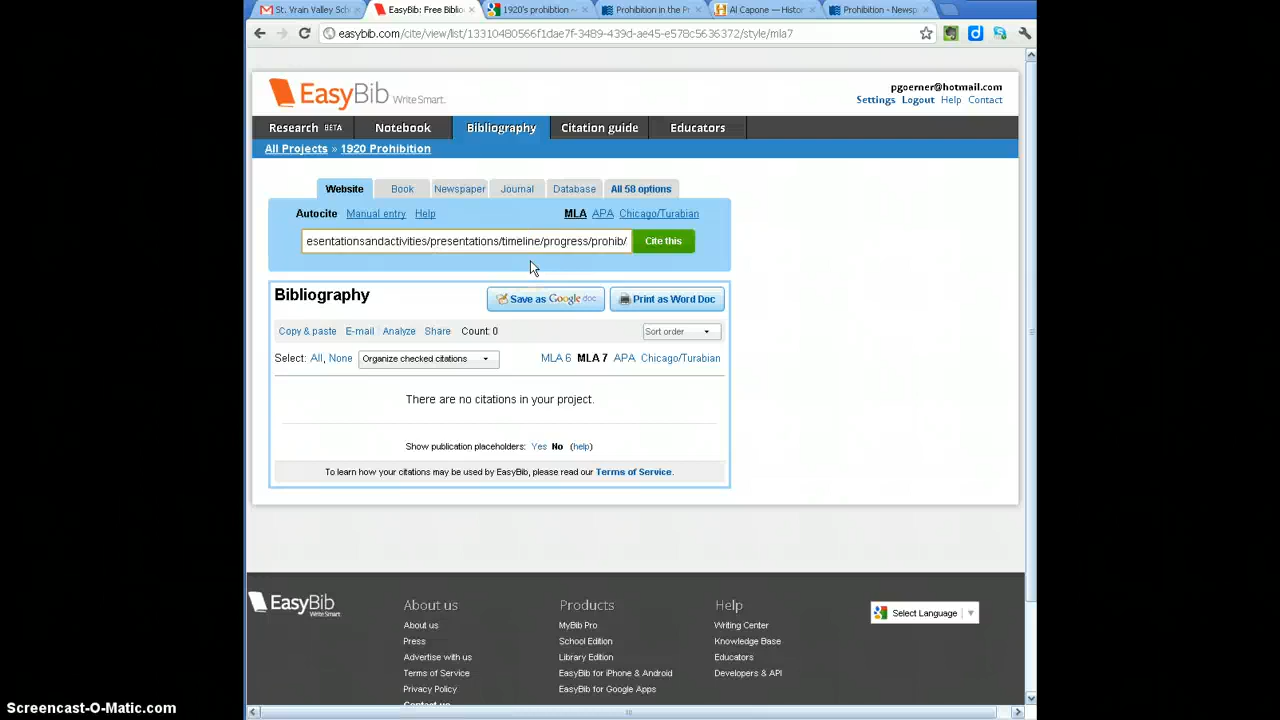 St. Vrain Valley Sch
EasyBib: Free Biblio
1920's prohbition -
Prohibition in the Pr
Al Capone — Histor
Prohibition - Newsp
easybib.com/cite/view/list/13310480566f1dae7f-3489-439d-ae45-e578c5636372/style/mla7
EasyBib Write Smart.
pgoerner@hotmail.com
Settings Logout Help Contact
Research BETA Notebook Bibliography Citation guide Educators
All Projects » 1920 Prohibition
Website Book Newspaper Journal Database All 58 options
Autocite Manual entry Help MLA APA Chicago/Turabian
esentationsandactivities/presentations/timeline/progress/prohib/ Cite this
Bibliography Save as Google doc Print as Word Doc
Copy & paste E-mail Analyze Share Count: 0 Sort order
Select: All, None Organize checked citations MLA 6 MLA 7 APA Chicago/Turabian
There are no citations in your project.
Show publication placeholders: Yes No (help)
To learn how your citations may be used by EasyBib, please read our Terms of Service.
EasyBib Write Smart.
About us Products Help
Select Language
About us MyBib Pro Writing Center
Press School Edition Knowledge Base
Advertise with us Library Edition Educators
Terms of Service EasyBib for iPhone & Android Developers & API
Privacy Policy EasyBib for Google Apps
Contact us
Screencast-O-Matic.com